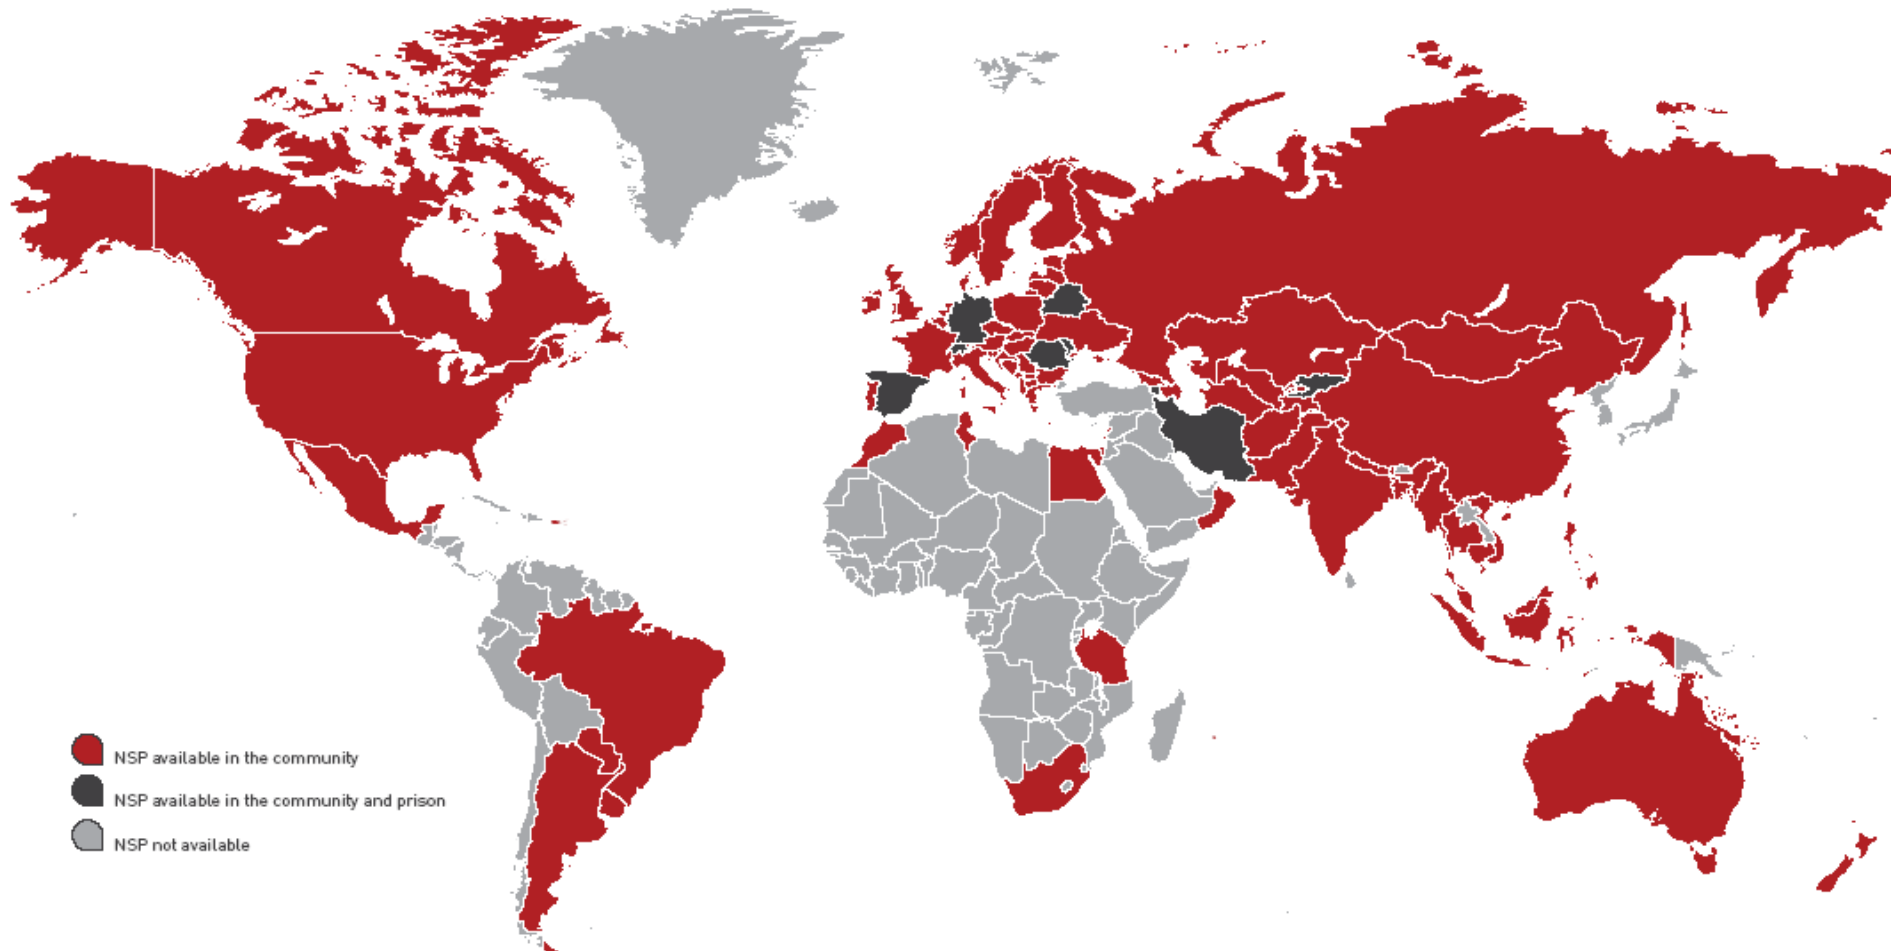 NSP available in the community
NSP available in the community and prison
NSP not available